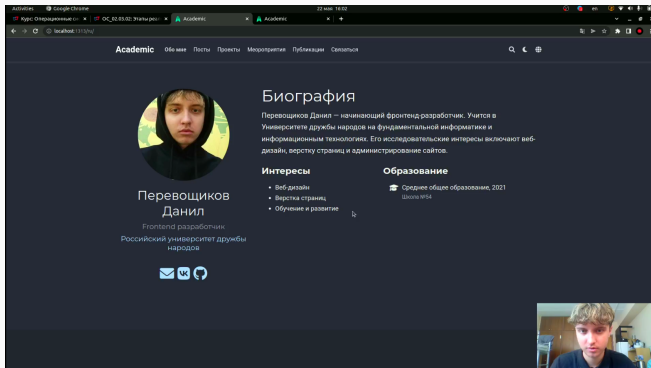 Activities Google Chrome 22 мая 16:02 en
Academic Academic
localhost:1313/ru/
Academic Обо мне Посты Проекты Мероприятия Публикации Связаться
Биография
Перевощиков Данил — начинающий фронтенд-разработчик. Учится в
Университете дружбы народов на фундаментальной информатике и
информационным технологиях. Его исследовательские интересы включают веб-
дизайн, верстку страниц и администрирование сайтов.
Интересы
Веб-дизайн
Верстка страниц
Обучение и развитие
Образование
Среднее общее образование, 2021
Школа №54
Перевощиков
Данил
Frontend разработчик
Российский университет дружбы
народов